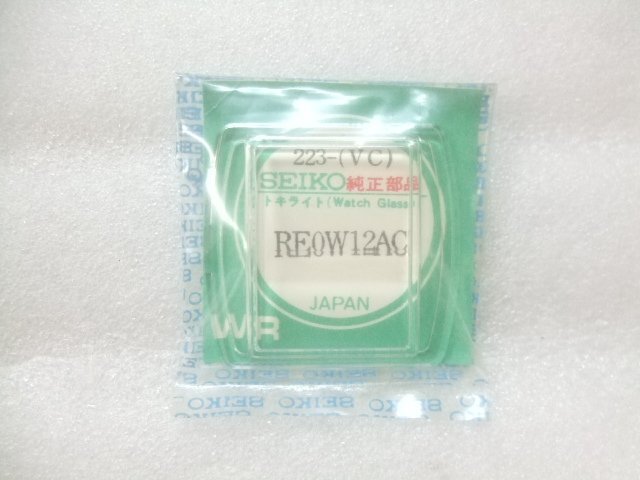 223-(VC)
SEIKO純正部品
トキライト(Watch Glass)
RE0W12AC
JAPAN
WR
SEIKO SEIKO SEIKO SEIKO